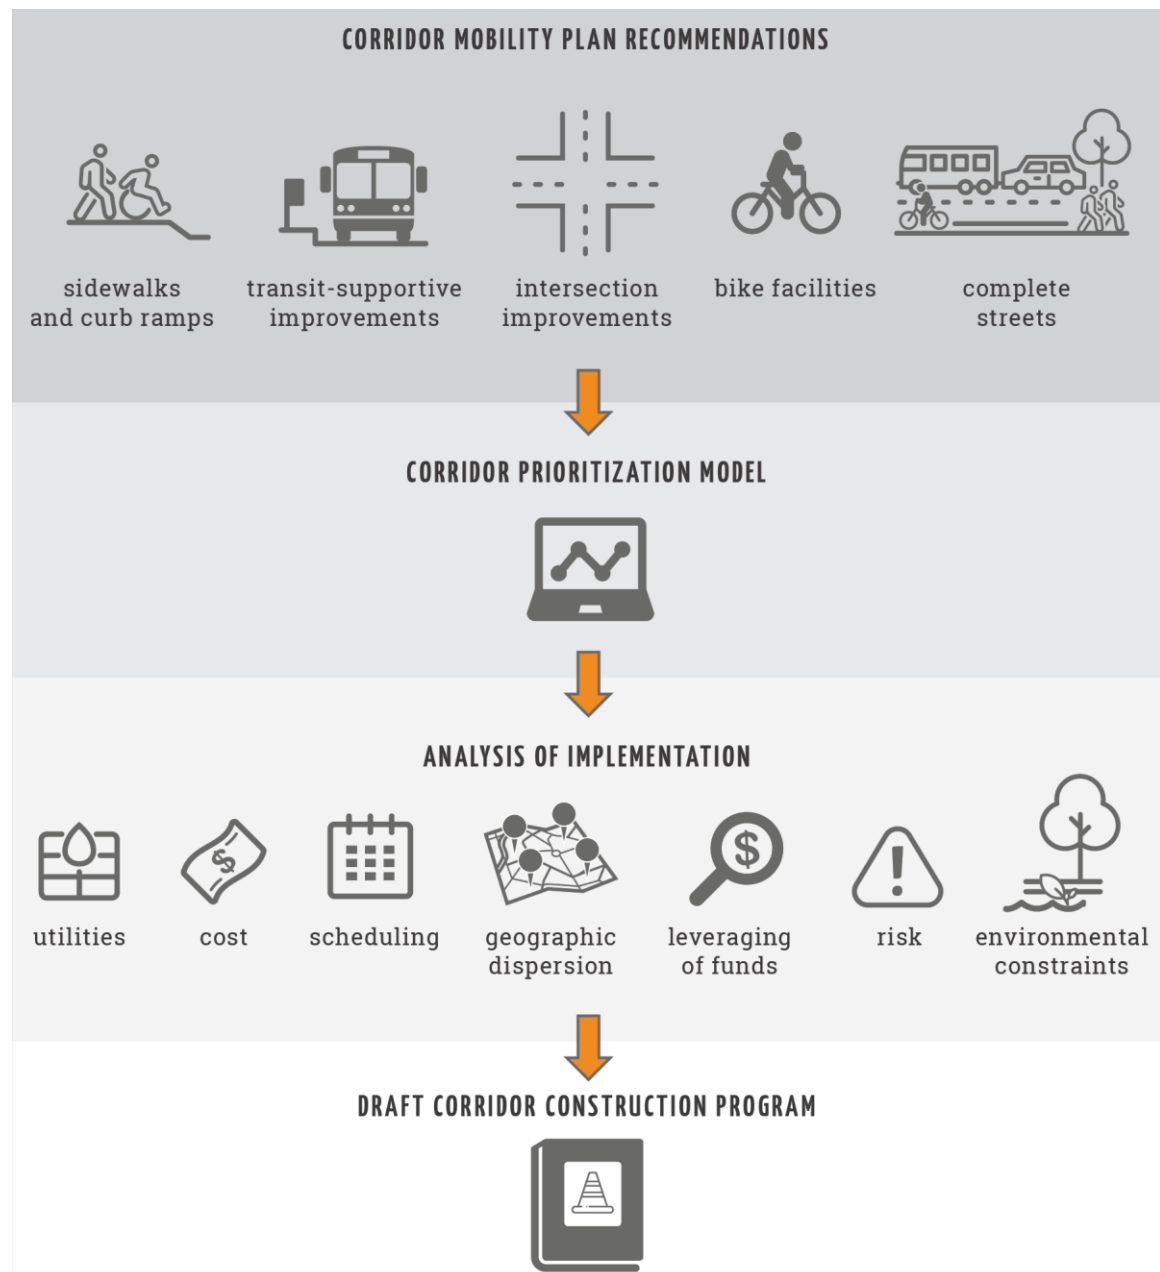 CORRIDOR MOBILITY PLAN RECOMMENDATIONS
sidewalks
and curb ramps
transit-supportive
improvements
intersection
improvements
bike facilities
complete
streets
CORRIDOR PRIORITIZATION MODEL
ANALYSIS OF IMPLEMENTATION
utilities
$
cost
scheduling
geographic
dispersion
$
leveraging
of funds
!
risk
environmental
constraints
DRAFT CORRIDOR CONSTRUCTION PROGRAM